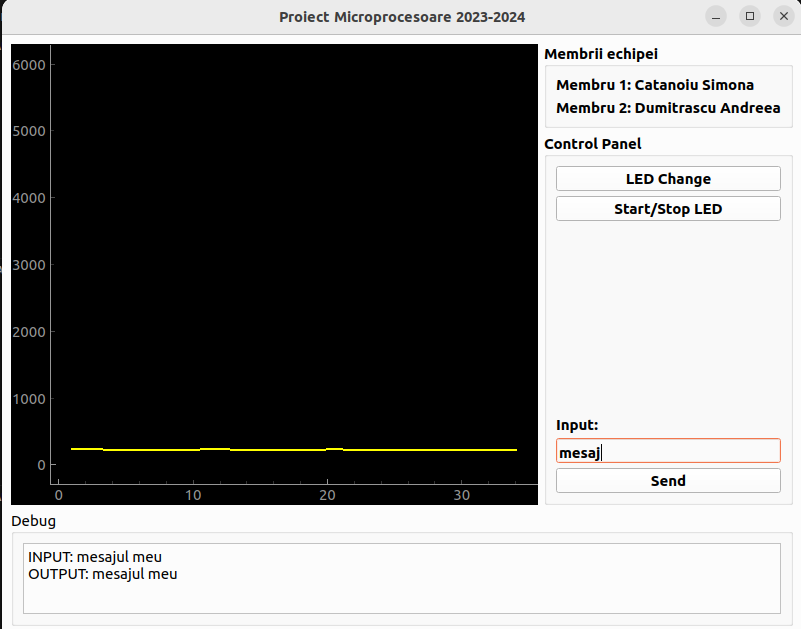 Proiect Microprocesoare 2023-2024
6000
5000
4000
3000
2000
1000
0
0 10 20 30
Membrii echipei
Membru 1: Catanoiu Simona
Membru 2: Dumitrascu Andreea
Control Panel
LED Change
Start/Stop LED
Input:
mesaj
Send
Debug
INPUT: mesajul meu
OUTPUT: mesajul meu